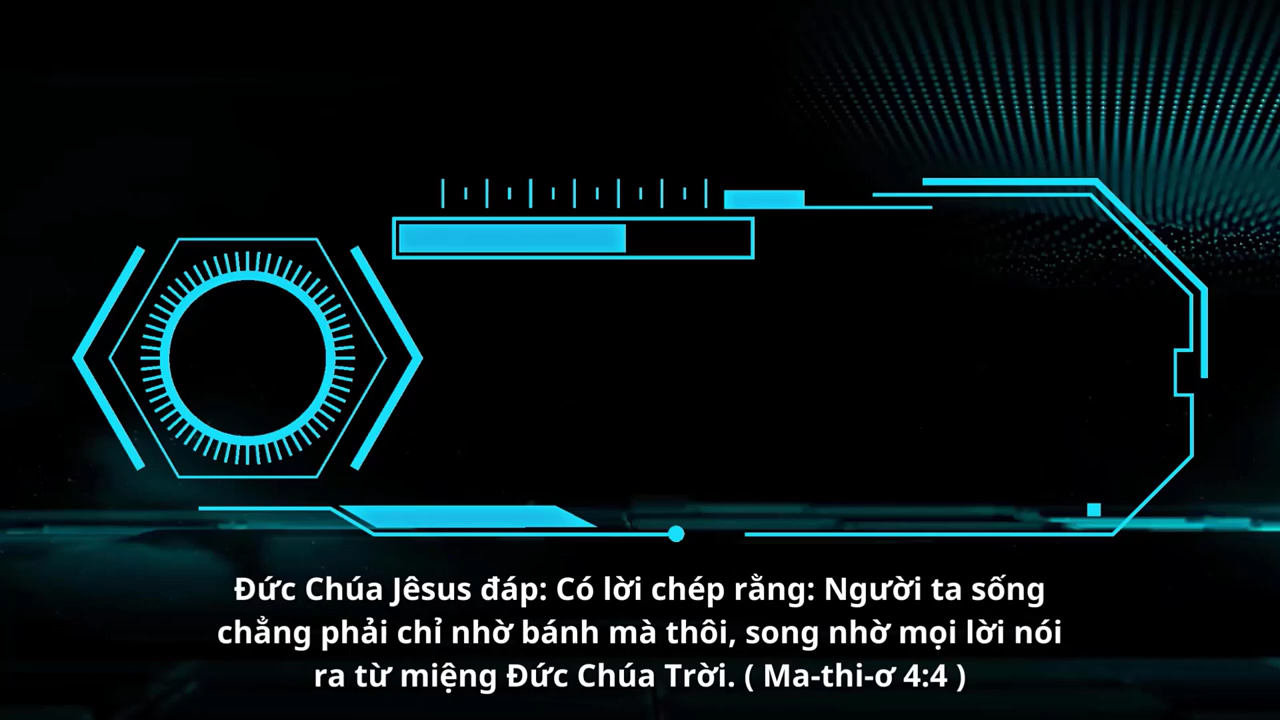 Đức Chúa Jêsus đáp: Có lời chép rằng: Người ta sống
chẳng phải chỉ nhờ bánh mà thôi, song nhờ mọi lời nói
ra từ miệng Đức Chúa Trời. ( Ma-thi-ơ 4:4 )